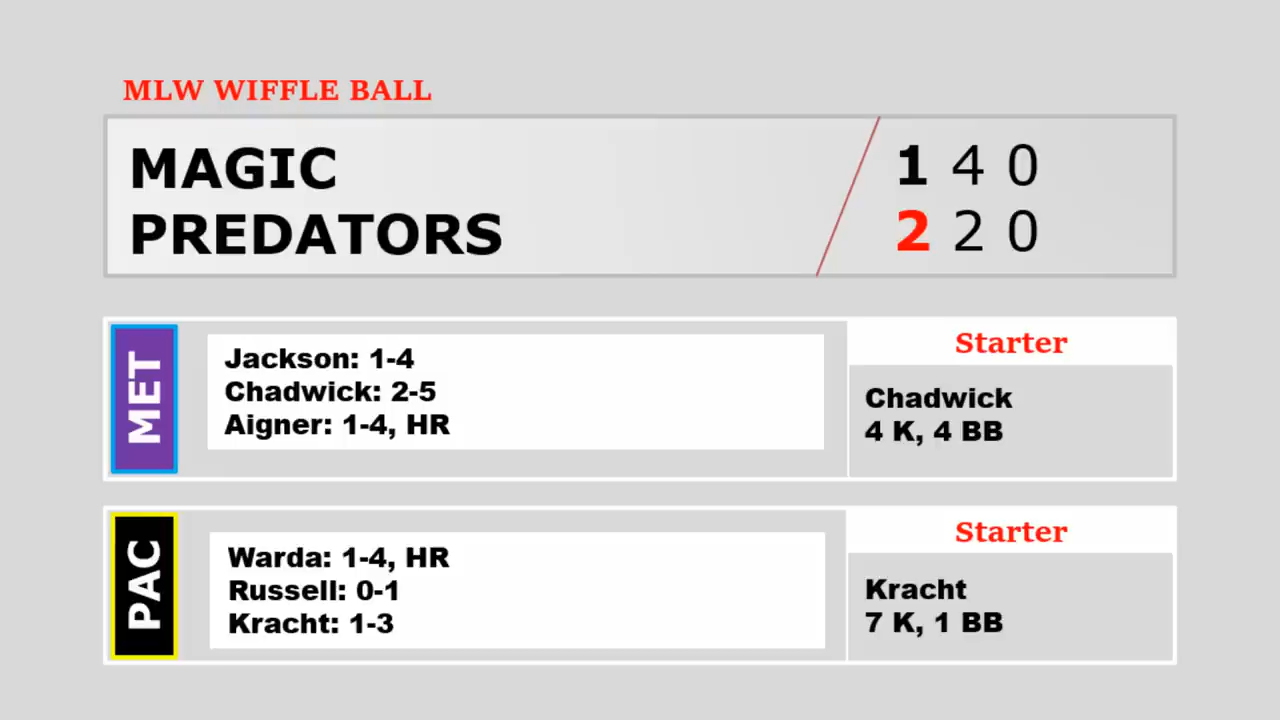 MLW WIFFLE BALL
MAGIC 1 4 0
PREDATORS 2 2 0
MET
Jackson: 1-4
Chadwick: 2-5
Aigner: 1-4, HR
Starter
Chadwick
4 K, 4 BB
PAC
Warda: 1-4, HR
Russell: 0-1
Kracht: 1-3
Starter
Kracht
7 K, 1 BB